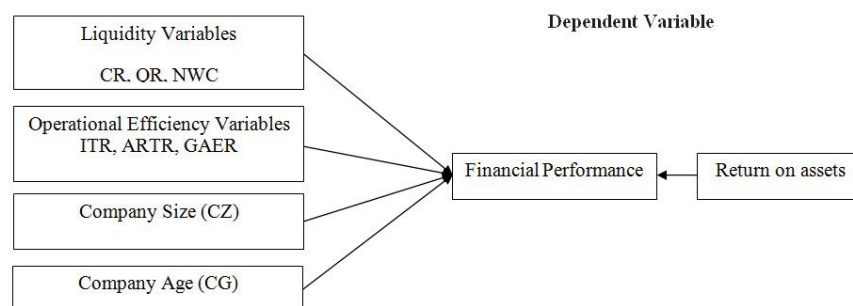 Liquidity Variables
CR, QR, NWC
Operational Efficiency Variables
ITR, ARTR, GAER
Company Size (CZ)
Company Age (CG)
Dependent Variable
Financial Performance
Return on assets